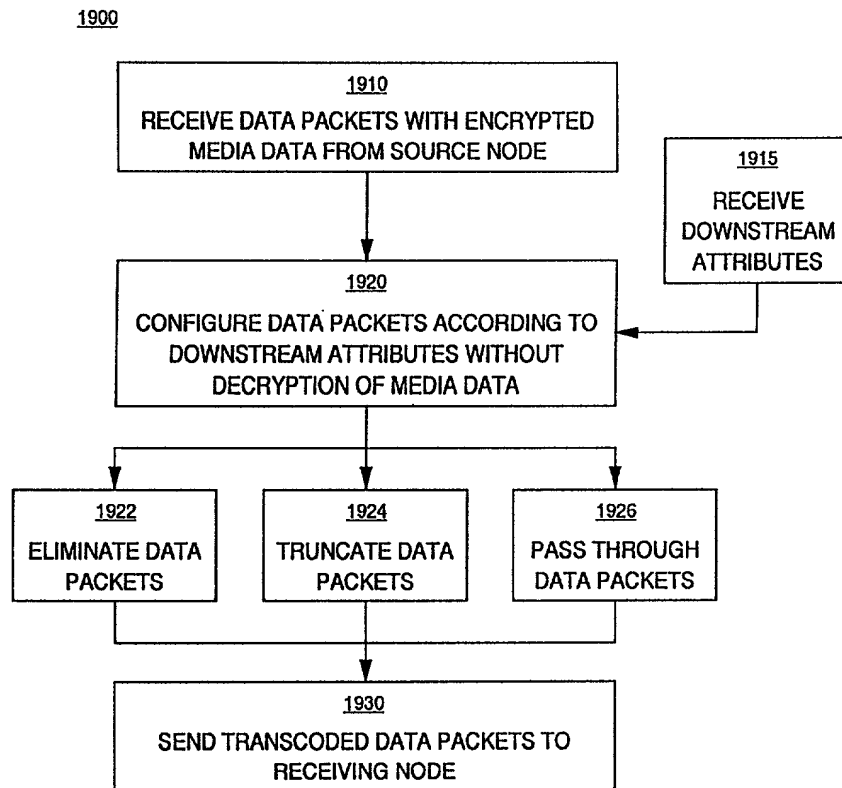 1900
1910
RECEIVE DATA PACKETS WITH ENCRYPTED
MEDIA DATA FROM SOURCE NODE
1915
RECEIVE
DOWNSTREAM
ATTRIBUTES
1920
CONFIGURE DATA PACKETS ACCORDING TO
DOWNSTREAM ATTRIBUTES WITHOUT
DECRYPTION OF MEDIA DATA
1922
ELIMINATE DATA
PACKETS
1924
TRUNCATE DATA
PACKETS
1926
PASS THROUGH
DATA PACKETS
1930
SEND TRANSCODED DATA PACKETS TO
RECEIVING NODE